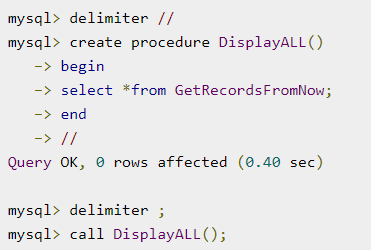 mysql> delimiter //
mysql> create procedure DisplayALL()
-> begin
-> select *from GetRecordsFromNow;
-> end
-> //
Query OK, 0 rows affected (0.40 sec)
mysql> delimiter ;
mysql> call DisplayALL();